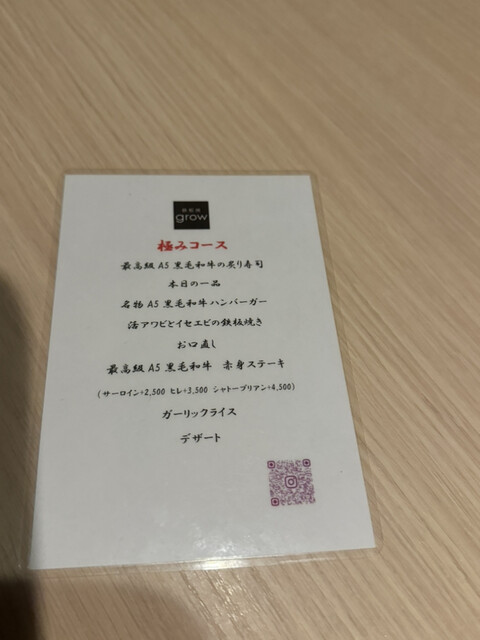 鉄板焼
grow
極みコース
最高級 A5 黒毛和牛の炙り寿司
本日の一品
名物 A5 黒毛和牛ハンバーガー
活アワビとイセエビの鉄板焼き
お口直し
最高級 A5 黒毛和牛 赤身ステーキ
(サーロイン+2,500 ヒレ+3,500 シャトーブリアン+4,500)
ガーリックライス
デザート